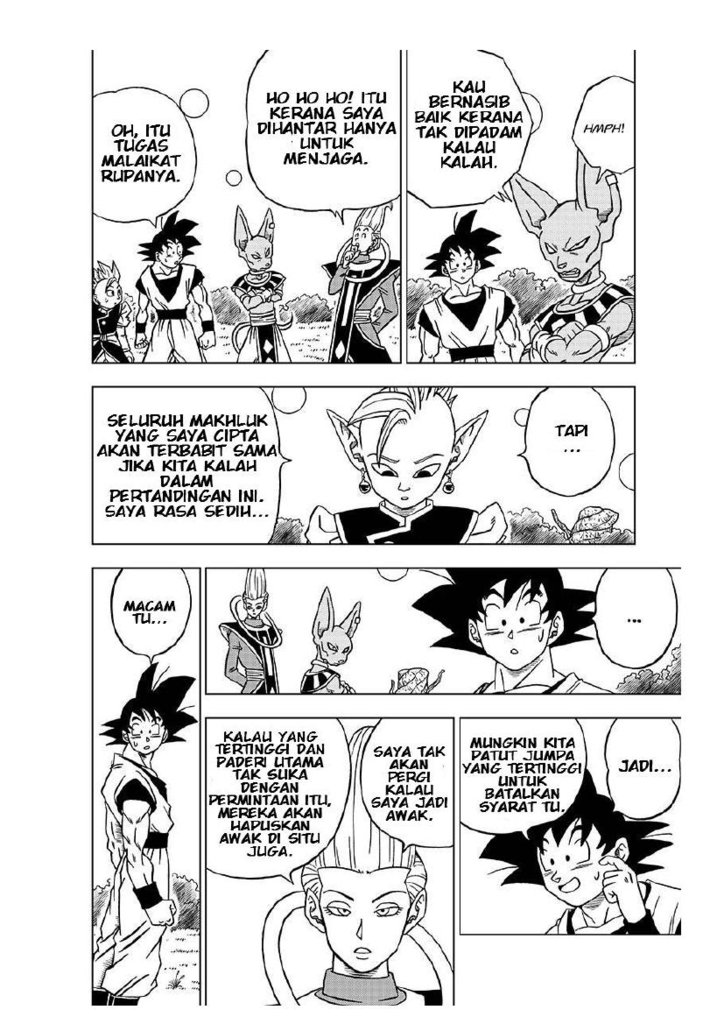 HMPH!
KAU
BERNASIB
BAIK KERANA
TAK DIPADAM
KALAU
KALAH.
HO HO HO! ITU
KERANA SAYA
DIHANTAR HANYA
UNTUK
MENJAGA.
OH, ITU
TUGAS
MALAIKAT
RUPANYA.
TAPI
...
SELURUH MAKHLUK
YANG SAYA CIPTA
AKAN TERBABIT SAMA
JIKA KITA KALAH
DALAM
PERTANDINGAN INI.
SAYA RASA SEDIH...
...
MACAM
TU...
JADI...
MUNGKIN KITA
PATUT JUMPA
YANG TERTINGGI
UNTUK
BATALKAN
SYARAT TU.
SAYA TAK
AKAN
PERGI
KALAU
SAYA JADI
AWAK.
KALAU YANG
TERTINGGI DAN
PADERI UTAMA
TAK SUKA
DENGAN
PERMINTAAN ITU,
MEREKA AKAN
HAPUSKAN
AWAK DI SITU
JUGA.